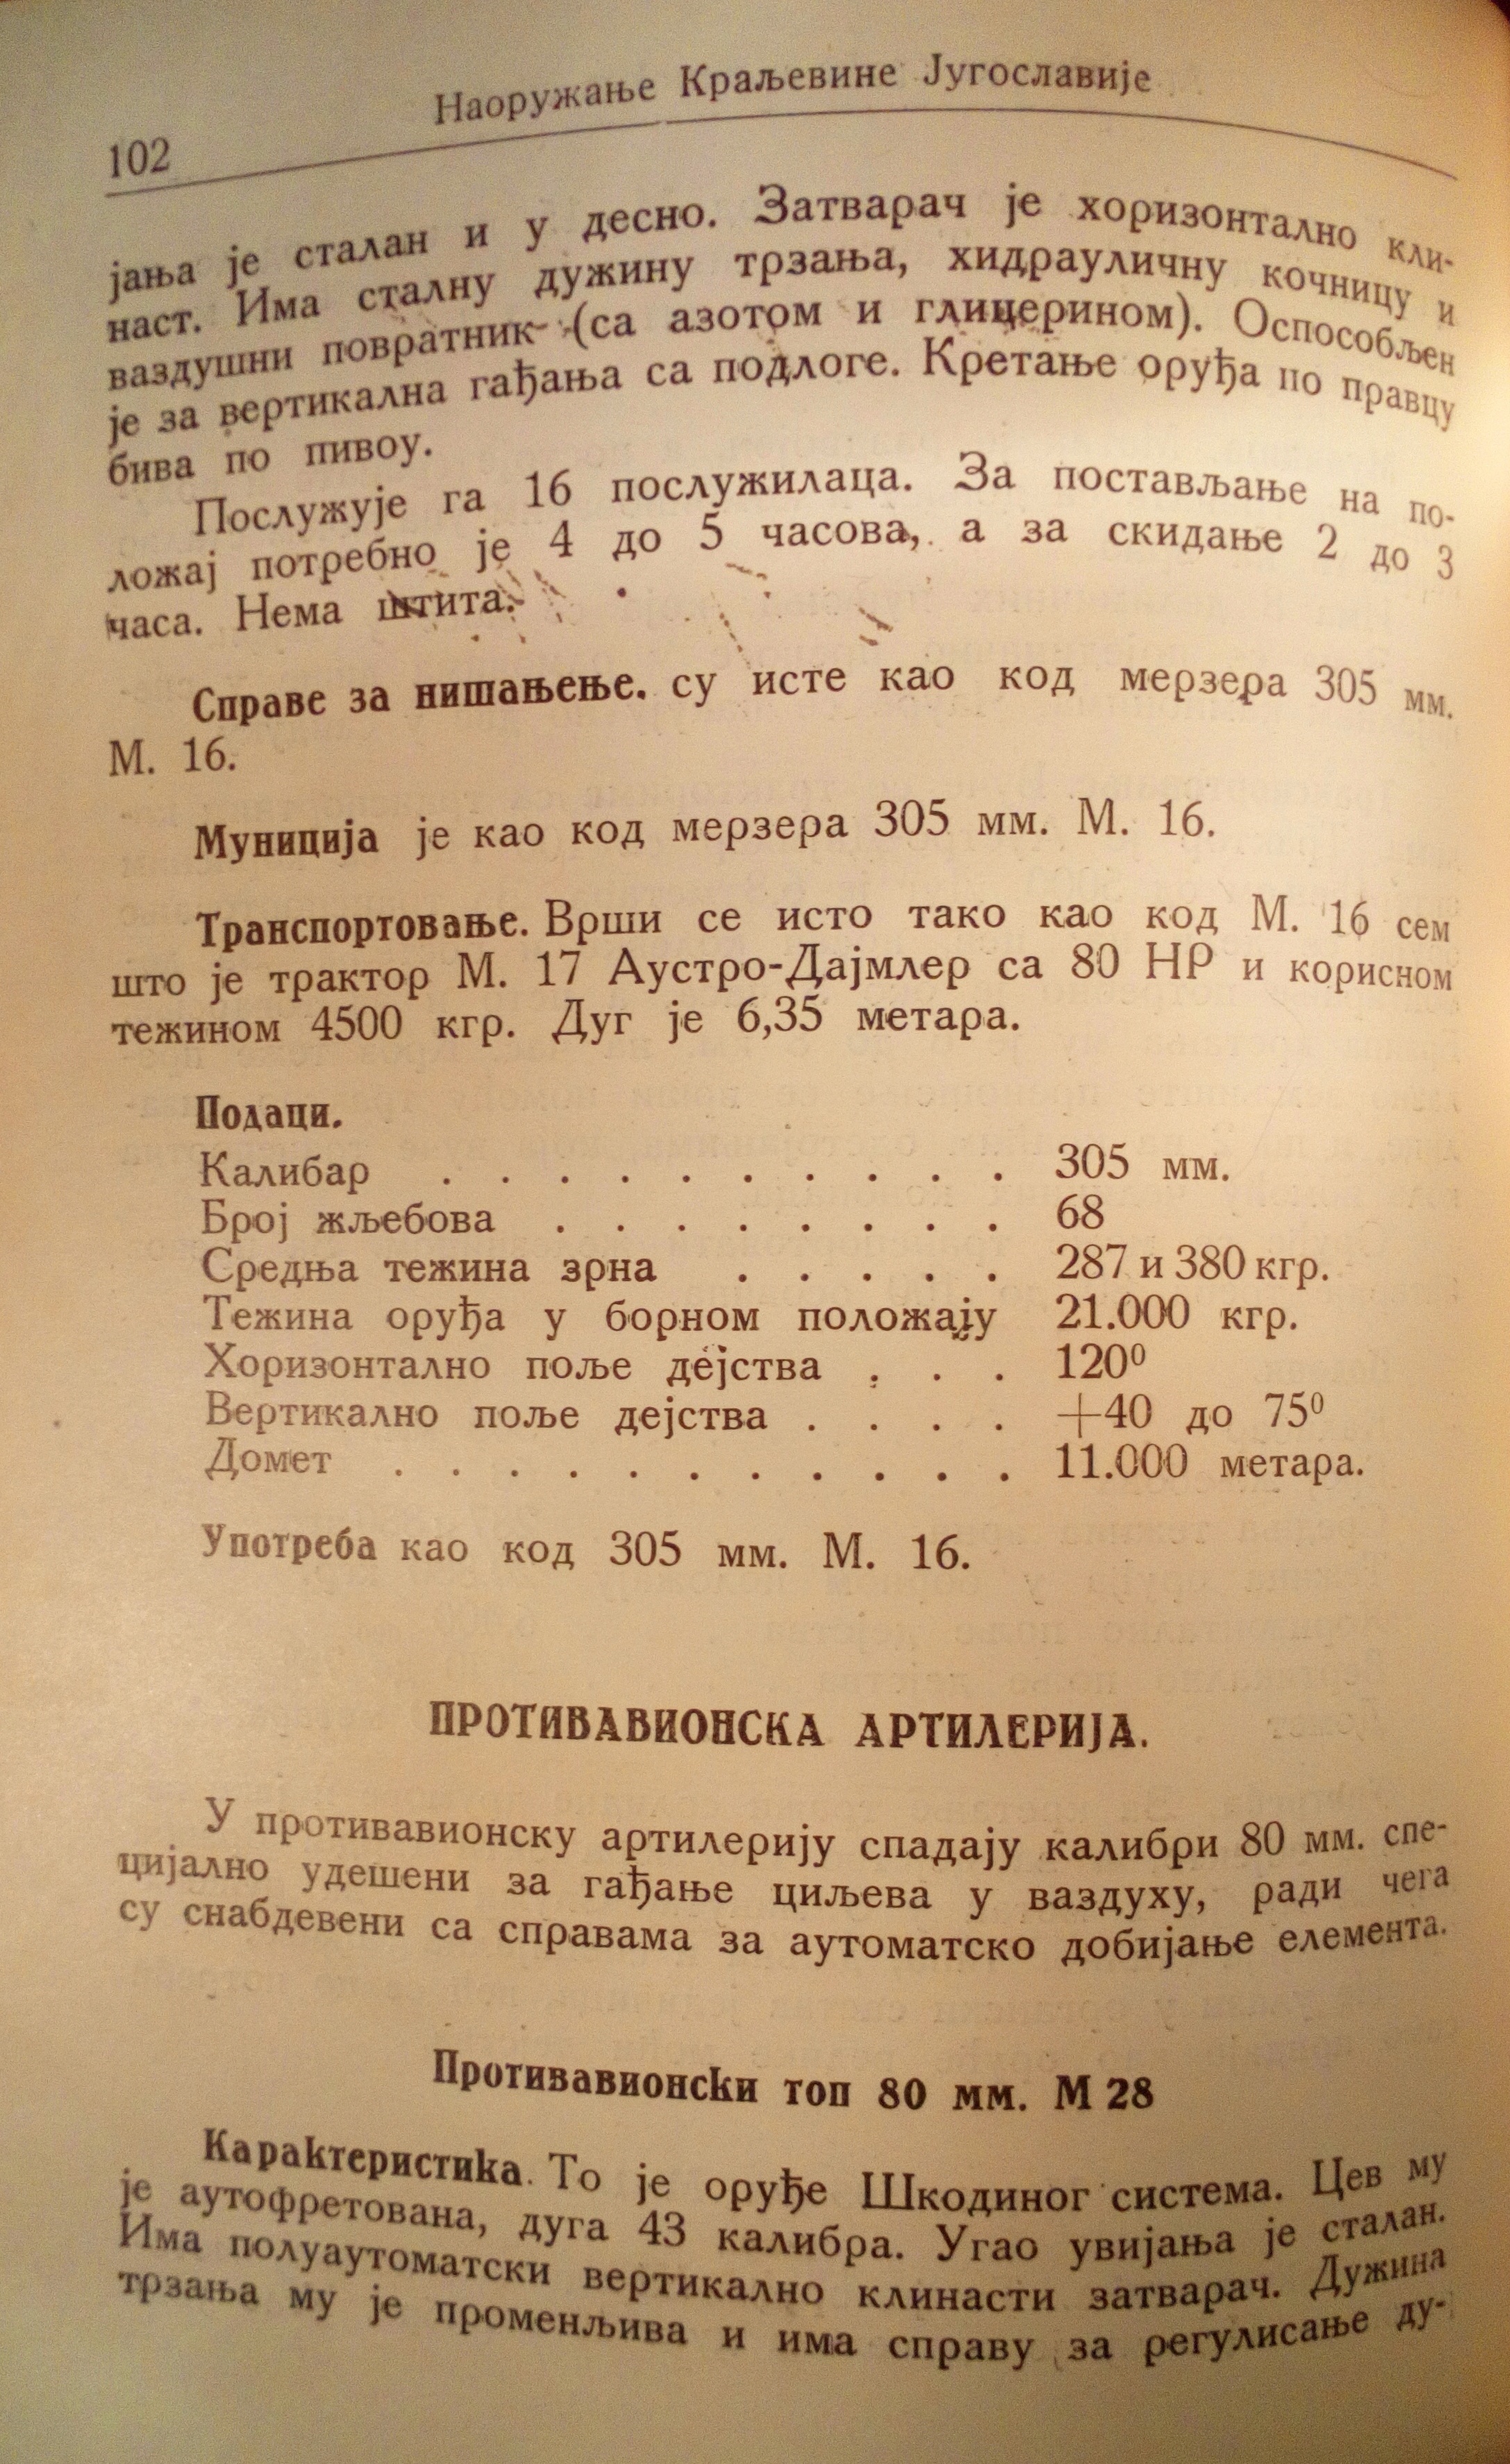 Наоружање Краљевине Југославије
102
јања је сталан и у десно. Затварач је хоризонтално кли-
наст. Има сталну дужину трзања, хидрауличну кочницу и
ваздушни повратник (са азотом и глицерином). Оспособљен
је за вертикална гађања са подлоге. Кретање оруђа по правцу
бива по пивоу.
Послужује га 16 послужилаца. За постављање на по-
ложај потребно је 4 до 5 часова, а за скидање 2 до 3
часа. Нема штита.
Справе за нишањење. су исте као код мерзера 305 мм.
М. 16.
Муниција је као код мерзера 305 мм. М. 16.
Транспортовање. Врши се исто тако као код М. 16 сем
што је трактор М. 17 Аустро-Дајмлер са 80 НР и корисном
тежином 4500 кгр. Дуг је 6,35 метара.
Подаци.
Калибар . . . . . . . . . . 305 мм.
Број жљебова . . . . . . . . 68
Средња тежина зрна . . . . . 287 и 380 кгр.
Тежина оруђа у борном положају 21.000 кгр.
Хоризонтално поље дејства . . . 120⁰
Вертикално поље дејства . . . . +40 до 75⁰
Домет . . . . . . . . . . . 11.000 метара.
Употреба као код 305 мм. М. 16.
ПРОТИВАВИОНСКА АРТИЛЕРИЈА.
У противавионску артилерију спадају калибри 80 мм. спе-
цијално удешени за гађање циљева у ваздуху, ради чега
су снабдевени са справама за аутоматско добијање елемента.
Противавионски топ 80 мм. М 28
Карактеристика. То је оруђе Шкодиног система. Цев му
је аутофретована, дуга 43 калибра. Угао увијања је сталан.
Има полуаутоматски вертикално клинасти затварач. Дужина
трзања му је променљива и има справу за регулисање ду-